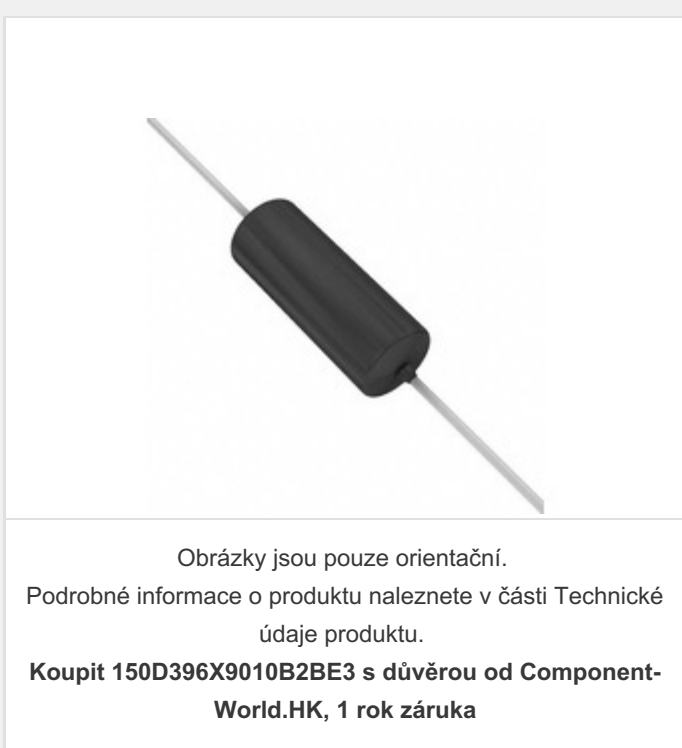 Obrázky jsou pouze orientační.
Podrobné informace o produktu naleznete v části Technické
údaje produktu.
Koupit 150D396X9010B2BE3 s důvěrou od Component-
World.HK, 1 rok záruka